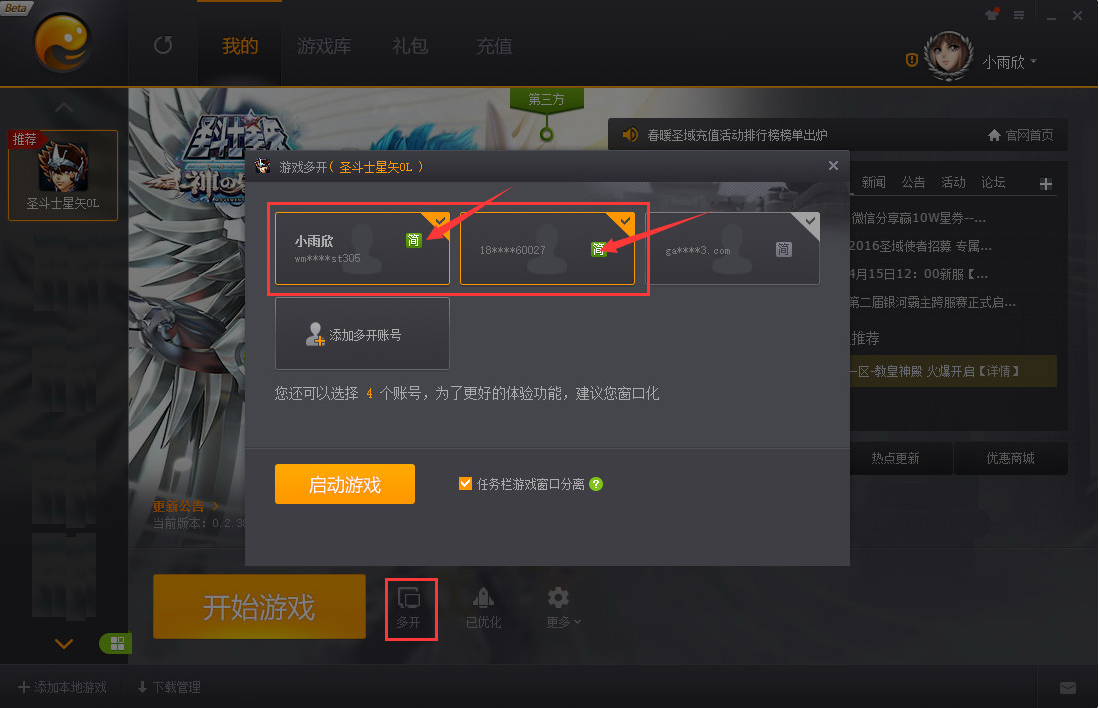 Beta
我的
游戏库
礼包
充值
小雨欣
推荐
圣斗士星矢OL
第三方
春暖圣域充值活动排行榜榜单出炉
官网首页
游戏多开( 圣斗士星矢OL )
新闻
公告
活动
论坛
小雨欣
wm****st305
简
18****60027
简
ga****3. com
简
微信分享赢10W星券--...
2016圣域使者招募 专属...
4月15日12: 00新服【...
第二届银河霸主跨服赛正式启...
添加多开账号
推荐
一区-教皇神殿 火爆开启【详情】
您还可以选择 4 个账号，为了更好的体验功能，建议您窗口化
热点更新
优惠商城
启动游戏
任务栏游戏窗口分离
更新公告 >
当前版本: 0.2.38
开始游戏
多开
已优化
更多
添加本地游戏
下载管理